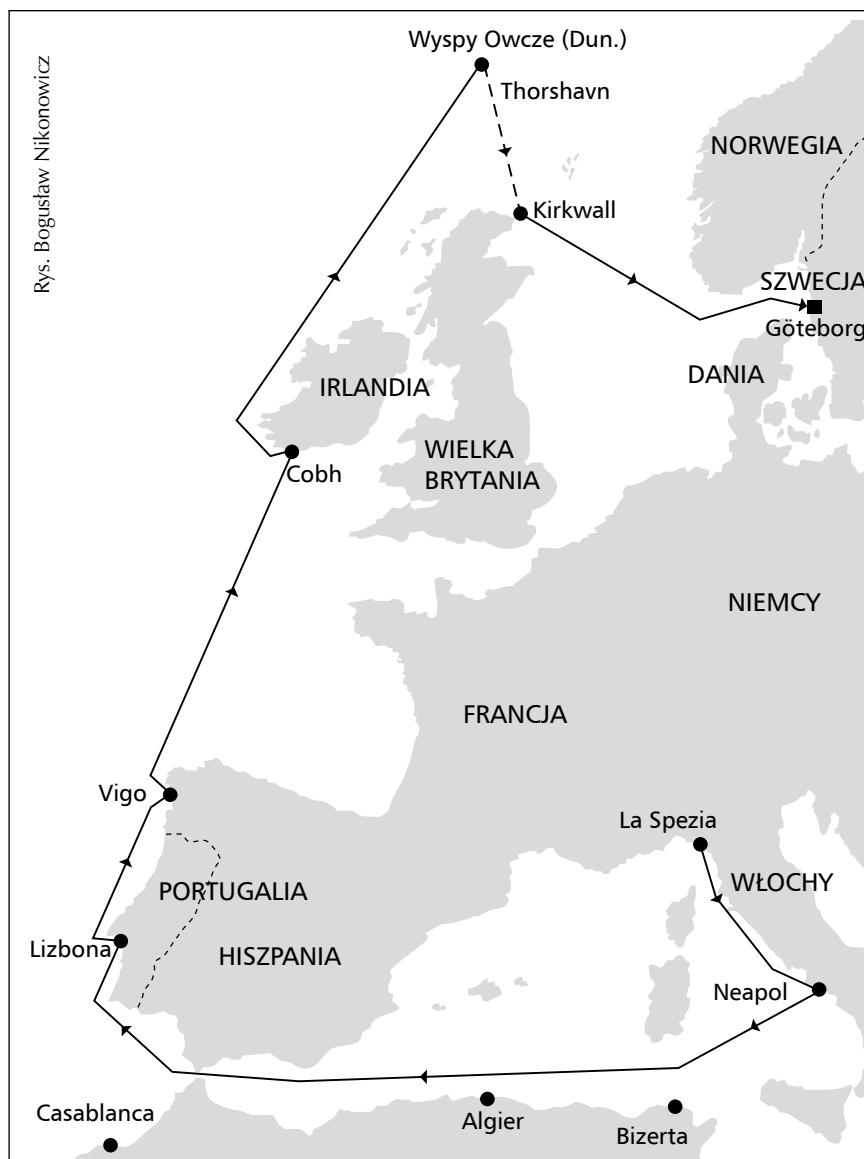 Rys. Bogusław Nikonowicz
Wyspy Owcze (Dun.)
Thorshavn
NORWEGIA
Kirkwall
SZWECJA
Göteborg
DANIA
IRLANDIA
WIELKA
BRYTANIA
Cobh
NIEMCY
FRANCJA
Vigo
La Spezia
WŁOCHY
PORTUGALIA
Lizbona
HISZPANIA
Neapol
Casablanca
Algier
Bizerta